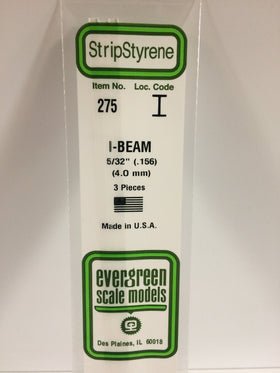 StripStyrene
Item No. Loc. Code
275
I-BEAM
5/32" (.156)
(4.0 mm)
3 Pieces
Made in U.S.A.
evergreen
scale models
Des Plaines, IL 60018